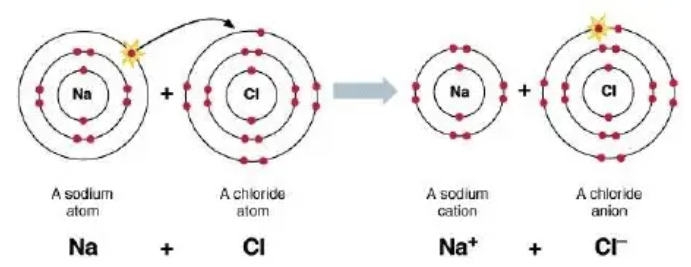 Na + Cl Na + Cl
A sodium atom A chloride atom A sodium cation A chloride anion
Na + Cl Na⁺ + Cl⁻